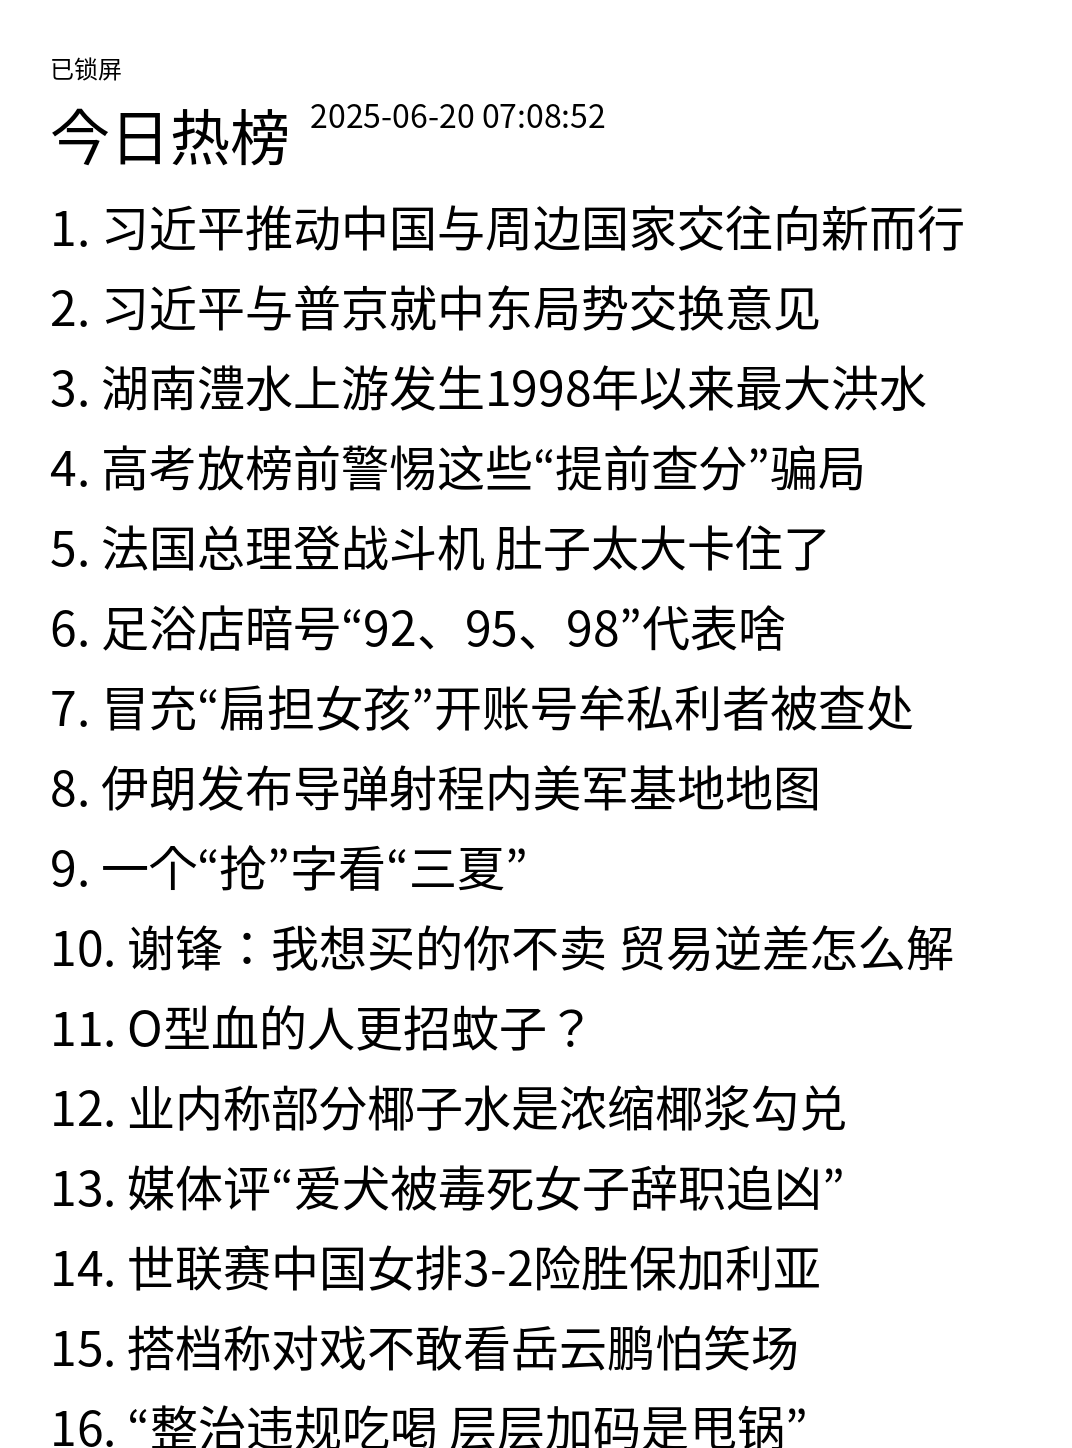 已锁屏
今日热榜 2025-06-20 07:08:52
1. 习近平推动中国与周边国家交往向新而行
2. 习近平与普京就中东局势交换意见
3. 湖南澧水上游发生1998年以来最大洪水
4. 高考放榜前警惕这些“提前查分”骗局
5. 法国总理登战斗机 肚子太大卡住了
6. 足浴店暗号“92、95、98”代表啥
7. 冒充“扁担女孩”开账号牟私利者被查处
8. 伊朗发布导弹射程内美军基地地图
9. 一个“抢”字看“三夏”
10. 谢锋：我想买的你不卖 贸易逆差怎么解
11. O型血的人更招蚊子？
12. 业内称部分椰子水是浓缩椰浆勾兑
13. 媒体评“爱犬被毒死女子辞职追凶”
14. 世联赛中国女排3-2险胜保加利亚
15. 搭档称对戏不敢看岳云鹏怕笑场
16. “整治违规吃喝 层层加码是甩锅”